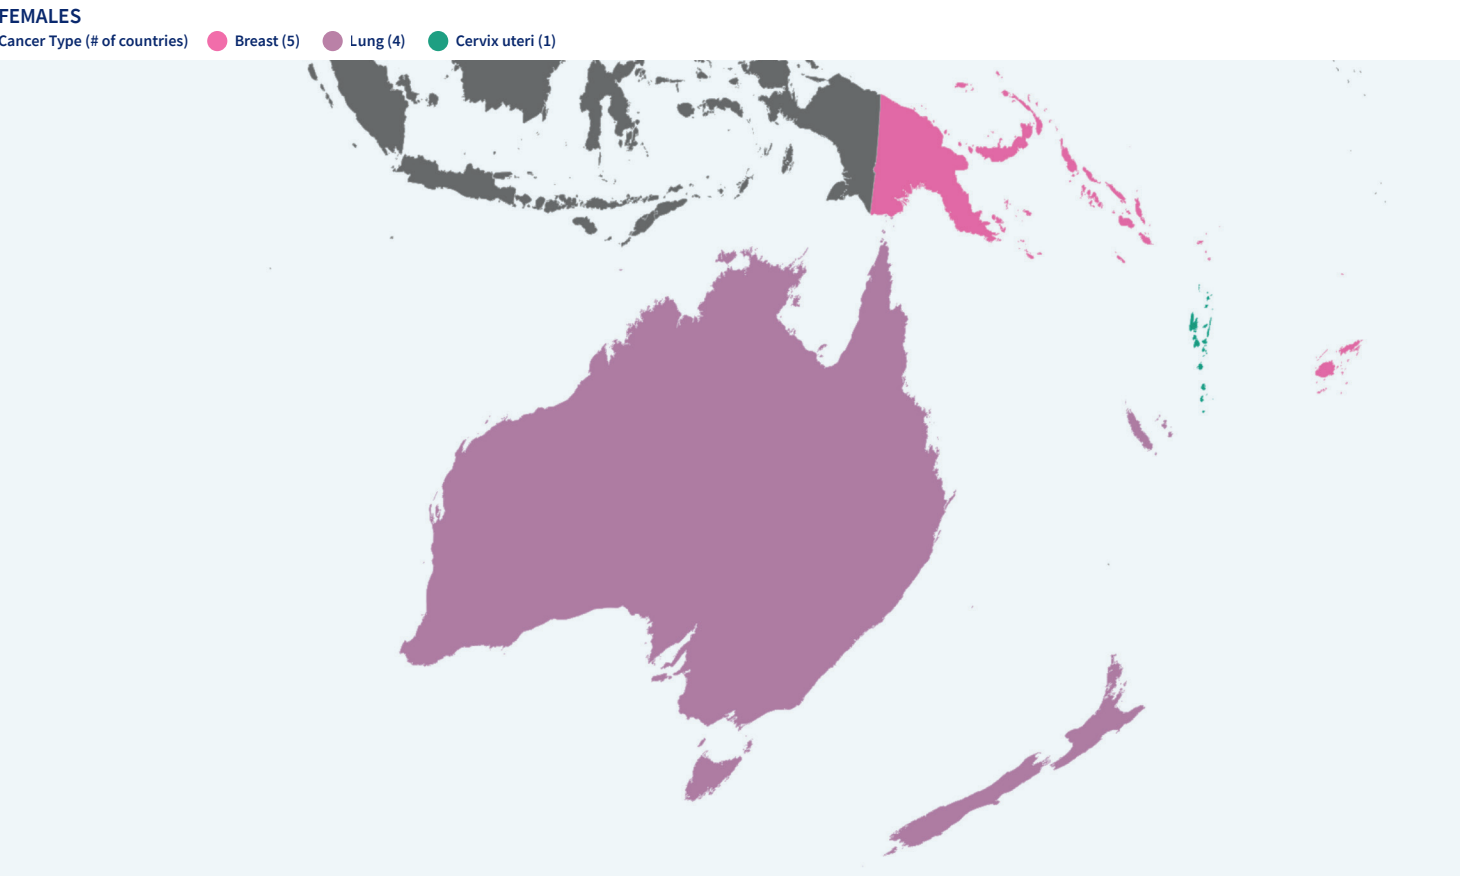 FEMALES
Cancer Type (# of countries) Breast (5) Lung (4) Cervix uteri (1)